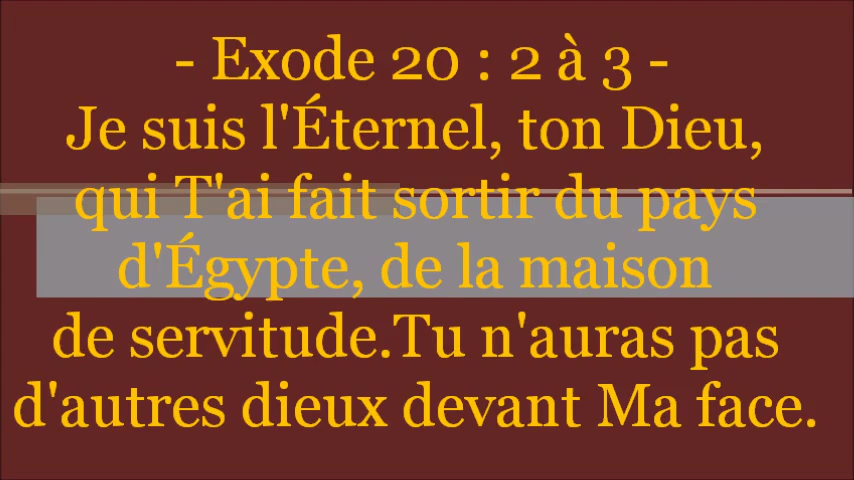 - Exode 20 : 2 à 3 -
Je suis l'Éternel, ton Dieu,
qui T'ai fait sortir du pays
d'Égypte, de la maison
de servitude.Tu n'auras pas
d'autres dieux devant Ma face.